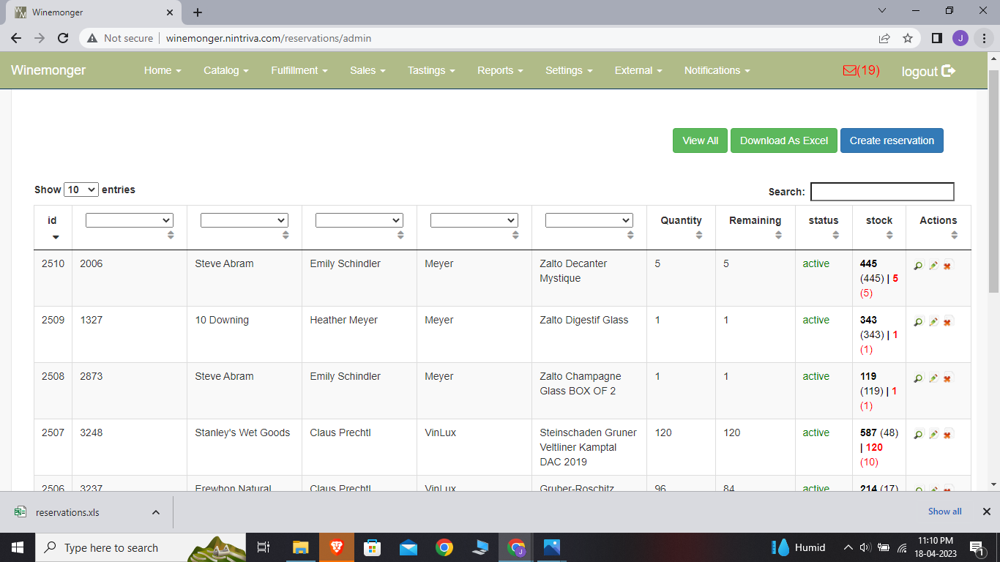 Winemonger
Not secure winemonger.nintriva.com/reservations/admin
J
Winemonger Home Catalog Fulfillment Sales Tastings Reports Settings External Notifications (19) logout
View All Download As Excel Create reservation
Show 10 entries Search:
id Quantity Remaining status stock Actions
2510 2006 Steve Abram Emily Schindler Meyer Zalto Decanter 5 5 active 445
Mystique (445) | 5
(5)
2509 1327 10 Downing Heather Meyer Meyer Zalto Digestif Glass 1 1 active 343
(343) | 1
(1)
2508 2873 Steve Abram Emily Schindler Meyer Zalto Champagne 1 1 active 119
Glass BOX OF 2 (119) | 1
(1)
2507 3248 Stanley's Wet Goods Claus Prechtl VinLux Steinschaden Gruner 120 120 active 587 (48)
Veltliner Kamptal | 120
DAC 2019 (10)
2506 3237 Erewhon Natural Claus Prechtl VinLux Gruber-Roschitz 96 84 active 214 (17)
reservations.xls Show all
Type here to search Humid 11:10 PM
18-04-2023 1